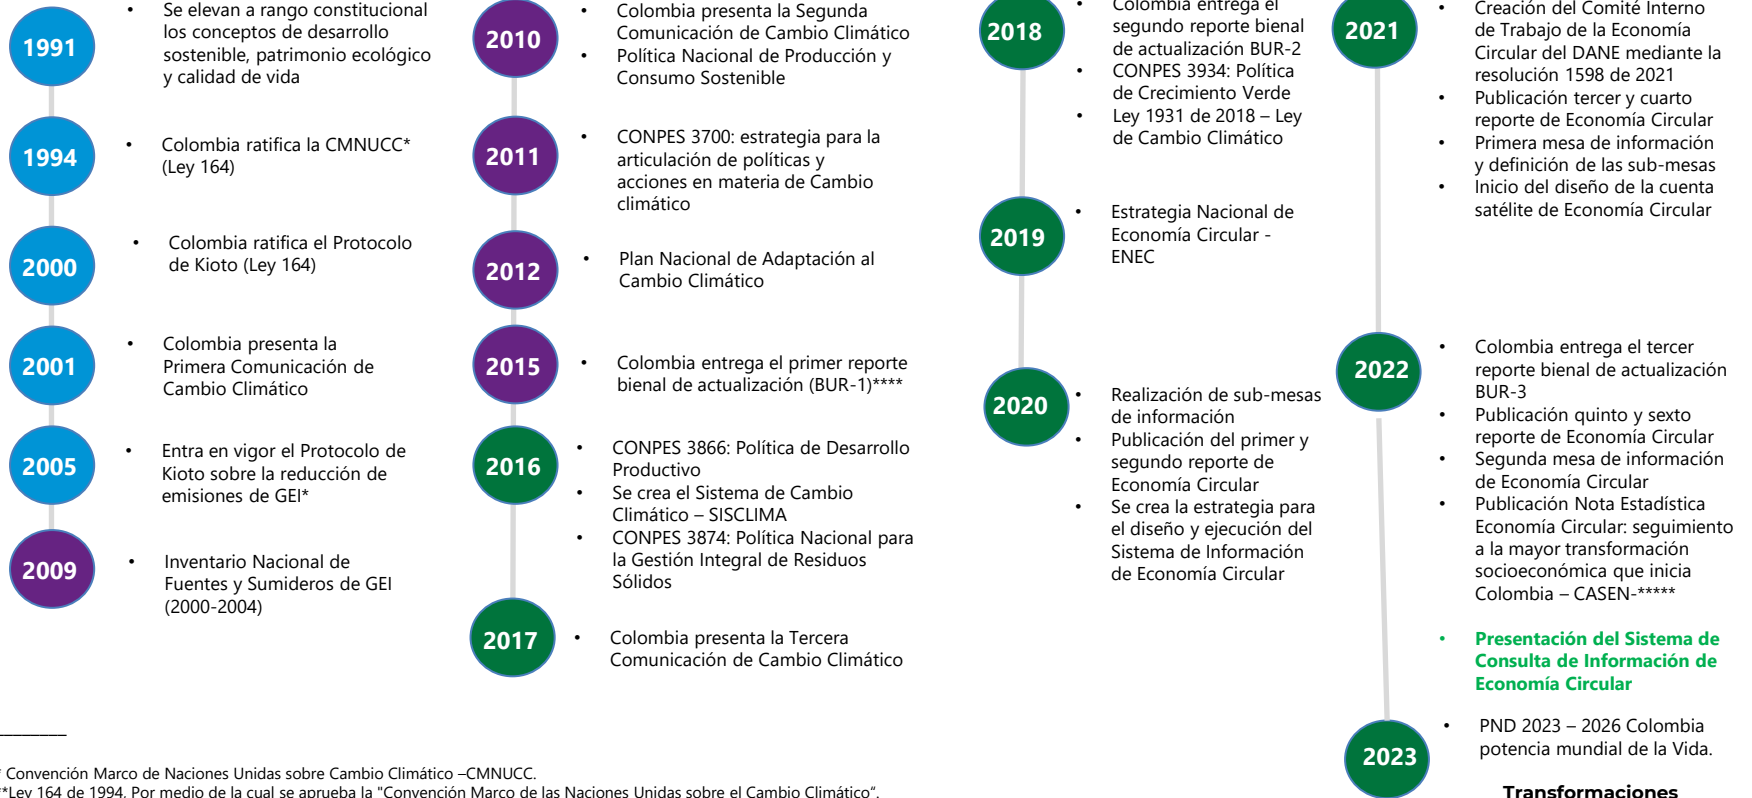 1991
• Se elevan a rango constitucional
los conceptos de desarrollo
sostenible, patrimonio ecológico
y calidad de vida
1994
• Colombia ratifica la CMNUCC*
(Ley 164)
2000
• Colombia ratifica el Protocolo
de Kioto (Ley 164)
2001
• Colombia presenta la
Primera Comunicación de
Cambio Climático
2005
• Entra en vigor el Protocolo de
Kioto sobre la reducción de
emisiones de GEI*
2009
• Inventario Nacional de
Fuentes y Sumideros de GEI
(2000-2004)
2010
• Colombia presenta la Segunda
Comunicación de Cambio Climático
• Política Nacional de Producción y
Consumo Sostenible
2011
• CONPES 3700: estrategia para la
articulación de políticas y
acciones en materia de Cambio
climático
2012
• Plan Nacional de Adaptación al
Cambio Climático
2015
• Colombia entrega el primer reporte
bienal de actualización (BUR-1)****
2016
• CONPES 3866: Política de Desarrollo
Productivo
• Se crea el Sistema de Cambio
Climático – SISCLIMA
• CONPES 3874: Política Nacional para
la Gestión Integral de Residuos
Sólidos
2017
• Colombia presenta la Tercera
Comunicación de Cambio Climático
2018
• Colombia entrega el
segundo reporte bienal
de actualización BUR-2
• CONPES 3934: Política
de Crecimiento Verde
• Ley 1931 de 2018 – Ley
de Cambio Climático
2019
• Estrategia Nacional de
Economía Circular -
ENEC
2020
• Realización de sub-mesas
de información
• Publicación del primer y
segundo reporte de
Economía Circular
• Se crea la estrategia para
el diseño y ejecución del
Sistema de Información
de Economía Circular
2021
• Creación del Comité Interno
de Trabajo de la Economía
Circular del DANE mediante la
resolución 1598 de 2021
• Publicación tercer y cuarto
reporte de Economía Circular
• Primera mesa de información
y definición de las sub-mesas
• Inicio del diseño de la cuenta
satélite de Economía Circular
2022
• Colombia entrega el tercer
reporte bienal de actualización
BUR-3
• Publicación quinto y sexto
reporte de Economía Circular
• Segunda mesa de información
de Economía Circular
• Publicación Nota Estadística
Economía Circular: seguimiento
a la mayor transformación
socioeconómica que inicia
Colombia – CASEN-*****
• Presentación del Sistema de
Consulta de Información de
Economía Circular
2023
• PND 2023 – 2026 Colombia
potencia mundial de la Vida.
Transformaciones
* Convención Marco de Naciones Unidas sobre Cambio Climático –CMNUCC.
**Ley 164 de 1994. Por medio de la cual se aprueba la "Convención Marco de las Naciones Unidas sobre el Cambio Climático“.